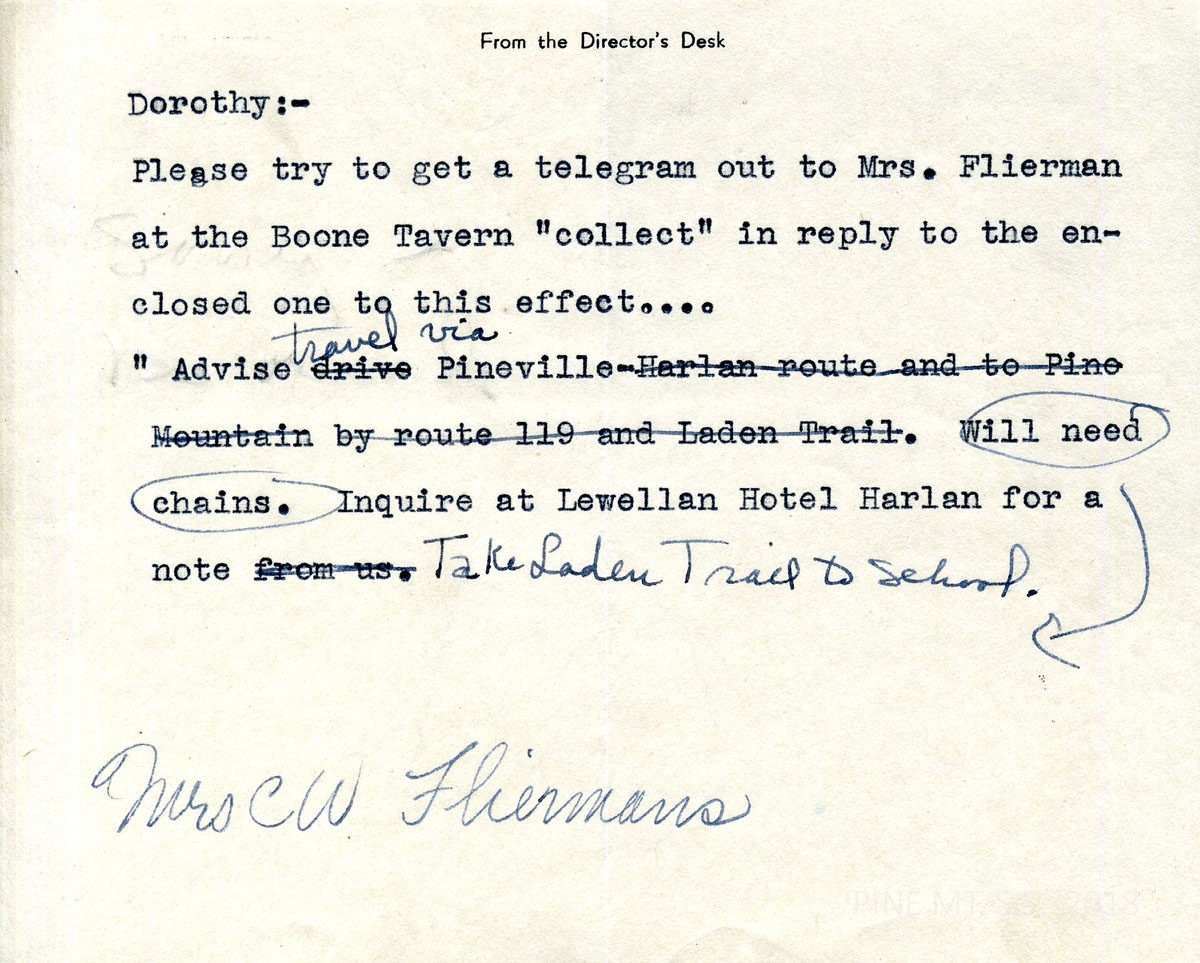 From the Director's Desk
Dorothy:-
Please try to get a telegram out to Mrs. Flierman
at the Boone Tavern "collect" in reply to the en-
closed one to this effect....
travel via
" Advise drive Pineville-Harlan route and to Pine
Mountain by route 119 and Laden Trail. Will need
chains. Inquire at Lewellan Hotel Harlan for a
note from us. Take Laden Trail to School.
Mrs C W Fliermans
PINE MT. S.S. 2018